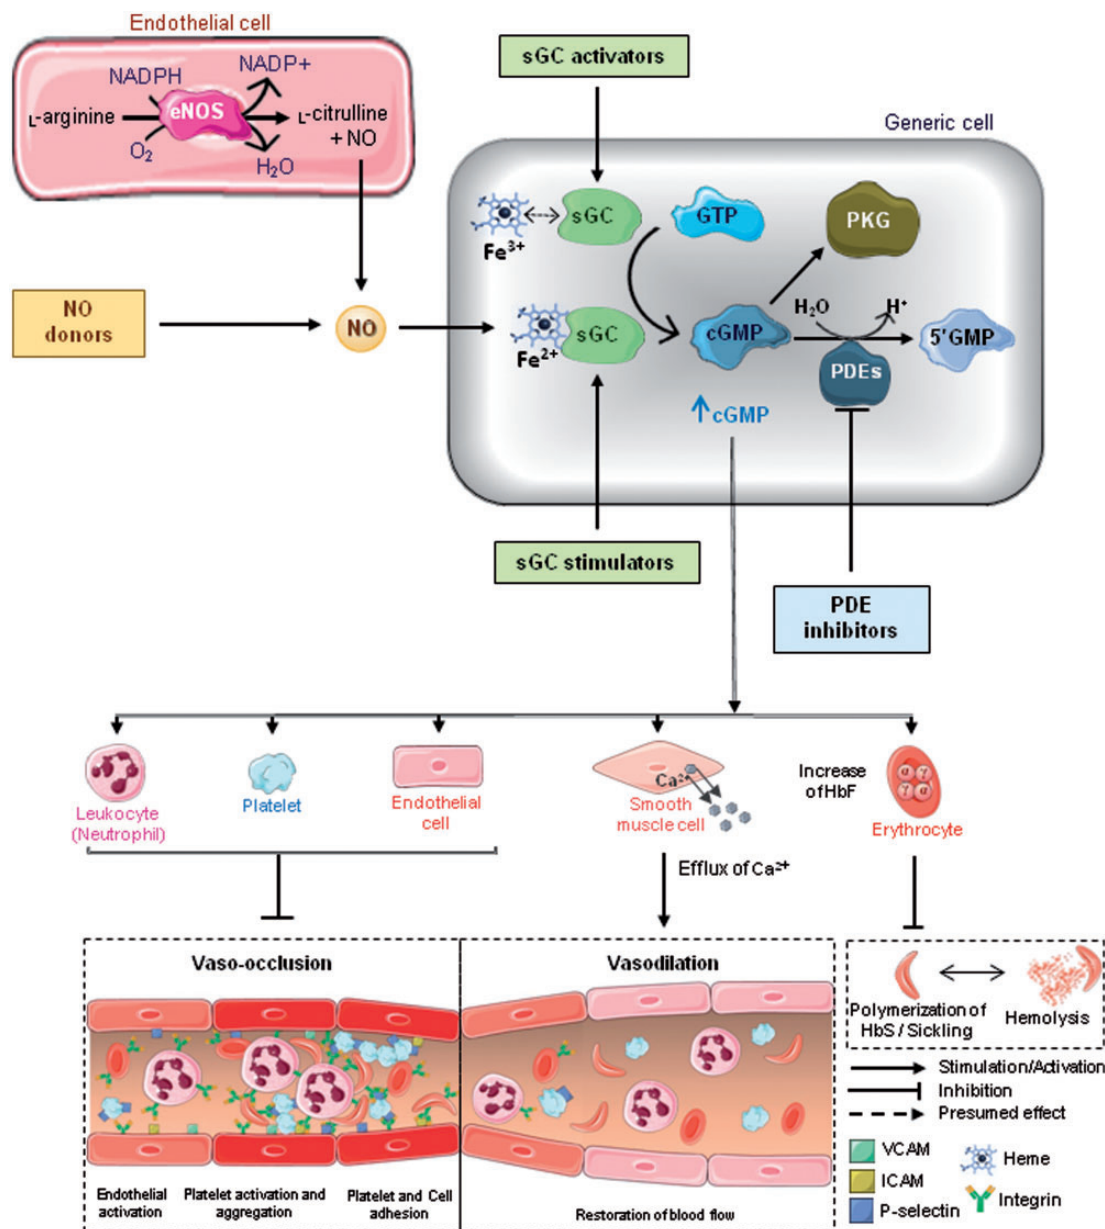 Endothelial cell
NADPH
NADP+
L-arginine
eNOS
L-citrulline
+ NO
O₂
H₂O
sGC activators
Generic cell
sGC
GTP
PKG
Fe³⁺
NO
donors
NO
Fe²⁺
sGC
cGMP
H₂O
H⁺
5'GMP
PDEs
↑cGMP
sGC stimulators
PDE
inhibitors
Leukocyte
(Neutrophil)
Platelet
Endothelial
cell
Ca²⁺
Smooth
muscle cell
Increase
of HbF
α γ
γ α
Erythrocyte
Efflux of Ca²⁺
Vaso-occlusion
Vasodilation
Polymerization of
HbS / Sickling
Hemolysis
Stimulation/Activation
Inhibition
Presumed effect
VCAM
ICAM
P-selectin
Heme
Integrin
Endothelial
activation
Platelet activation and
aggregation
Platelet and Cell
adhesion
Restoration of blood flow